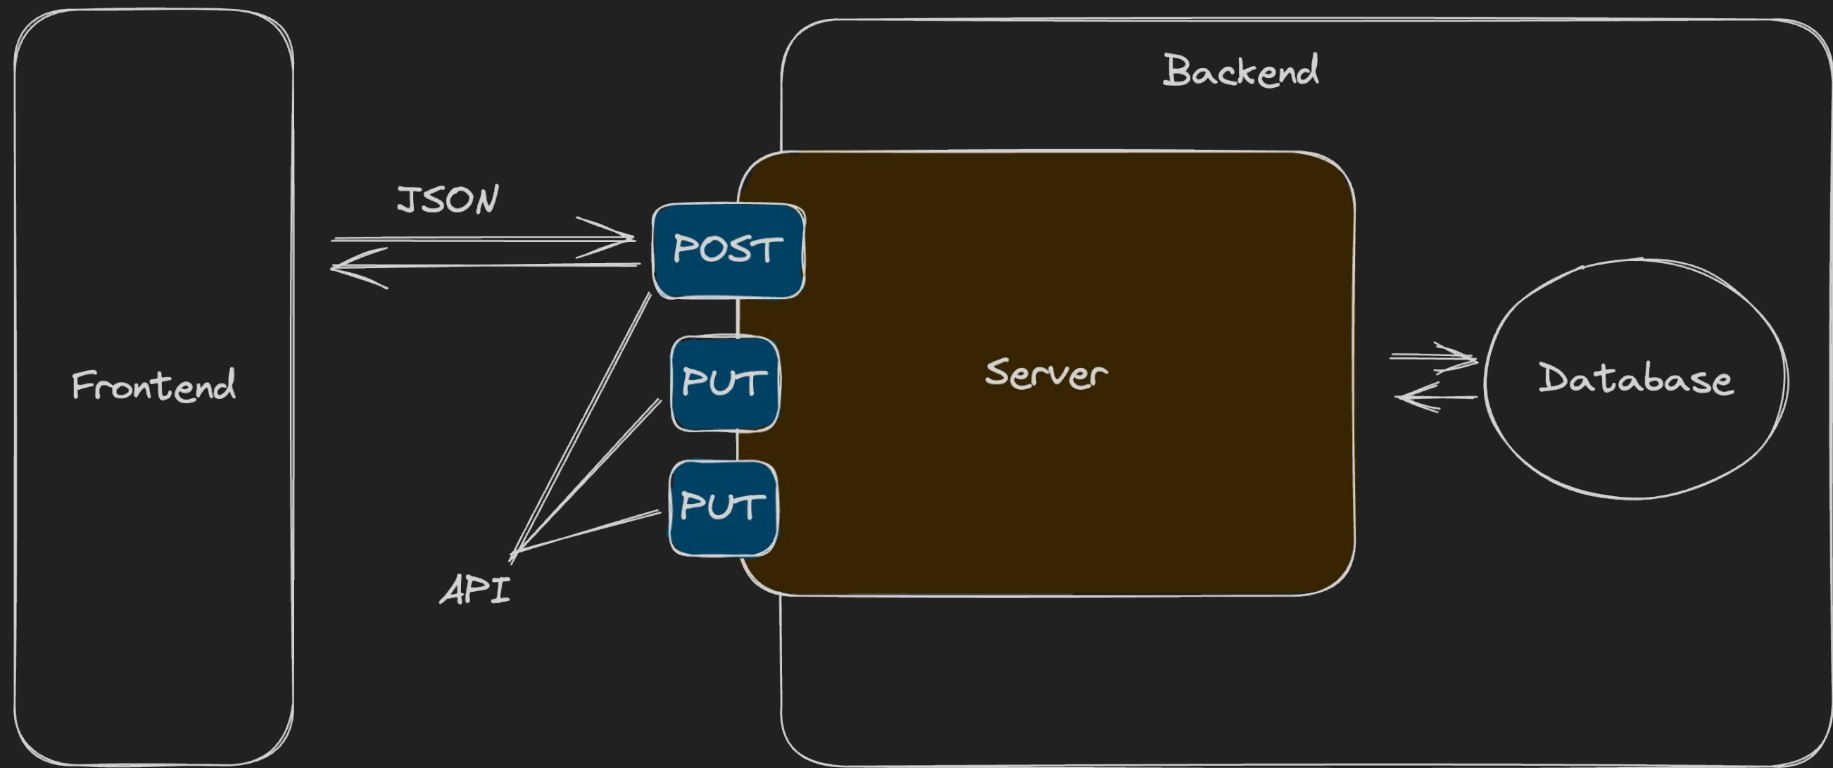 Backend
JSON
POST
Frontend
PUT
Server
Database
PUT
API